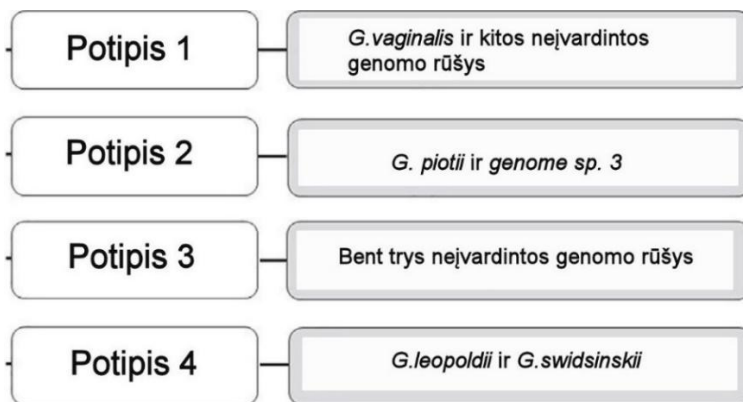 Potipis 1
G.vaginalis ir kitos neįvardintos
genomo rūšys
Potipis 2
G. piotii ir genome sp. 3
Potipis 3
Bent trys neįvardintos genomo rūšys
Potipis 4
G.leopoldii ir G.swidsinskii